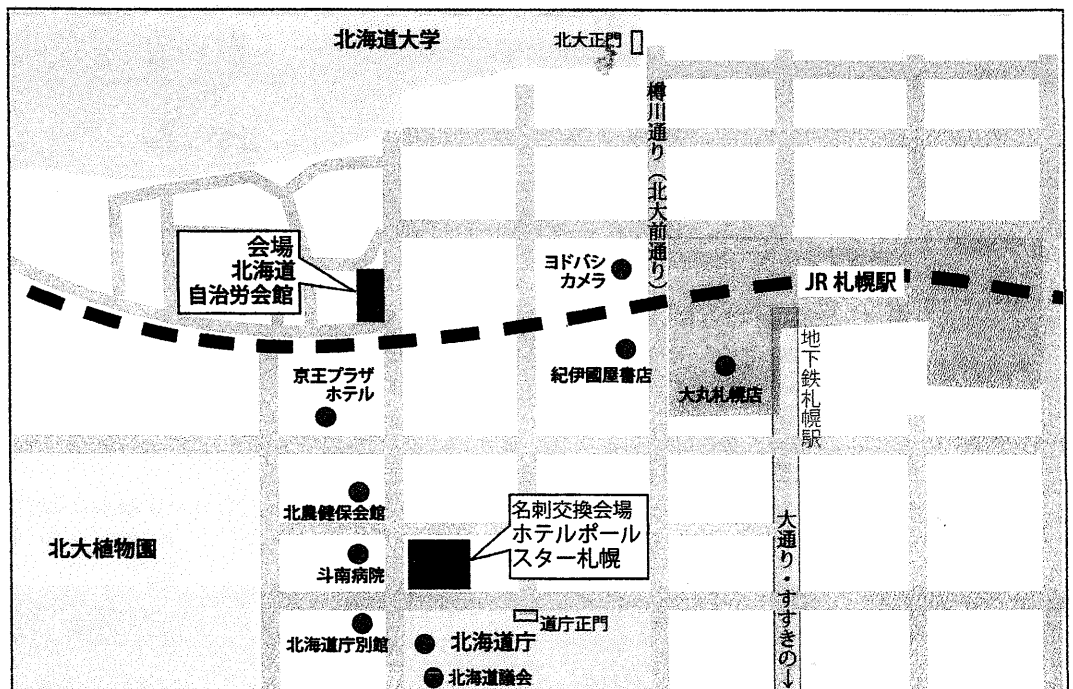 北海道大学
北大正門
樽川通り（北大前通り）
会場
北海道
自治労会館
ヨドバシ
カメラ
JR 札幌駅
京王プラザ
ホテル
紀伊國屋書店
大丸札幌店
地下鉄札幌駅
北農健保会館
名刺交換会場
ホテルポール
スター札幌
北大植物園
斗南病院
大通り・すすきの→
道庁正門
北海道庁別館
北海道庁
北海道議会